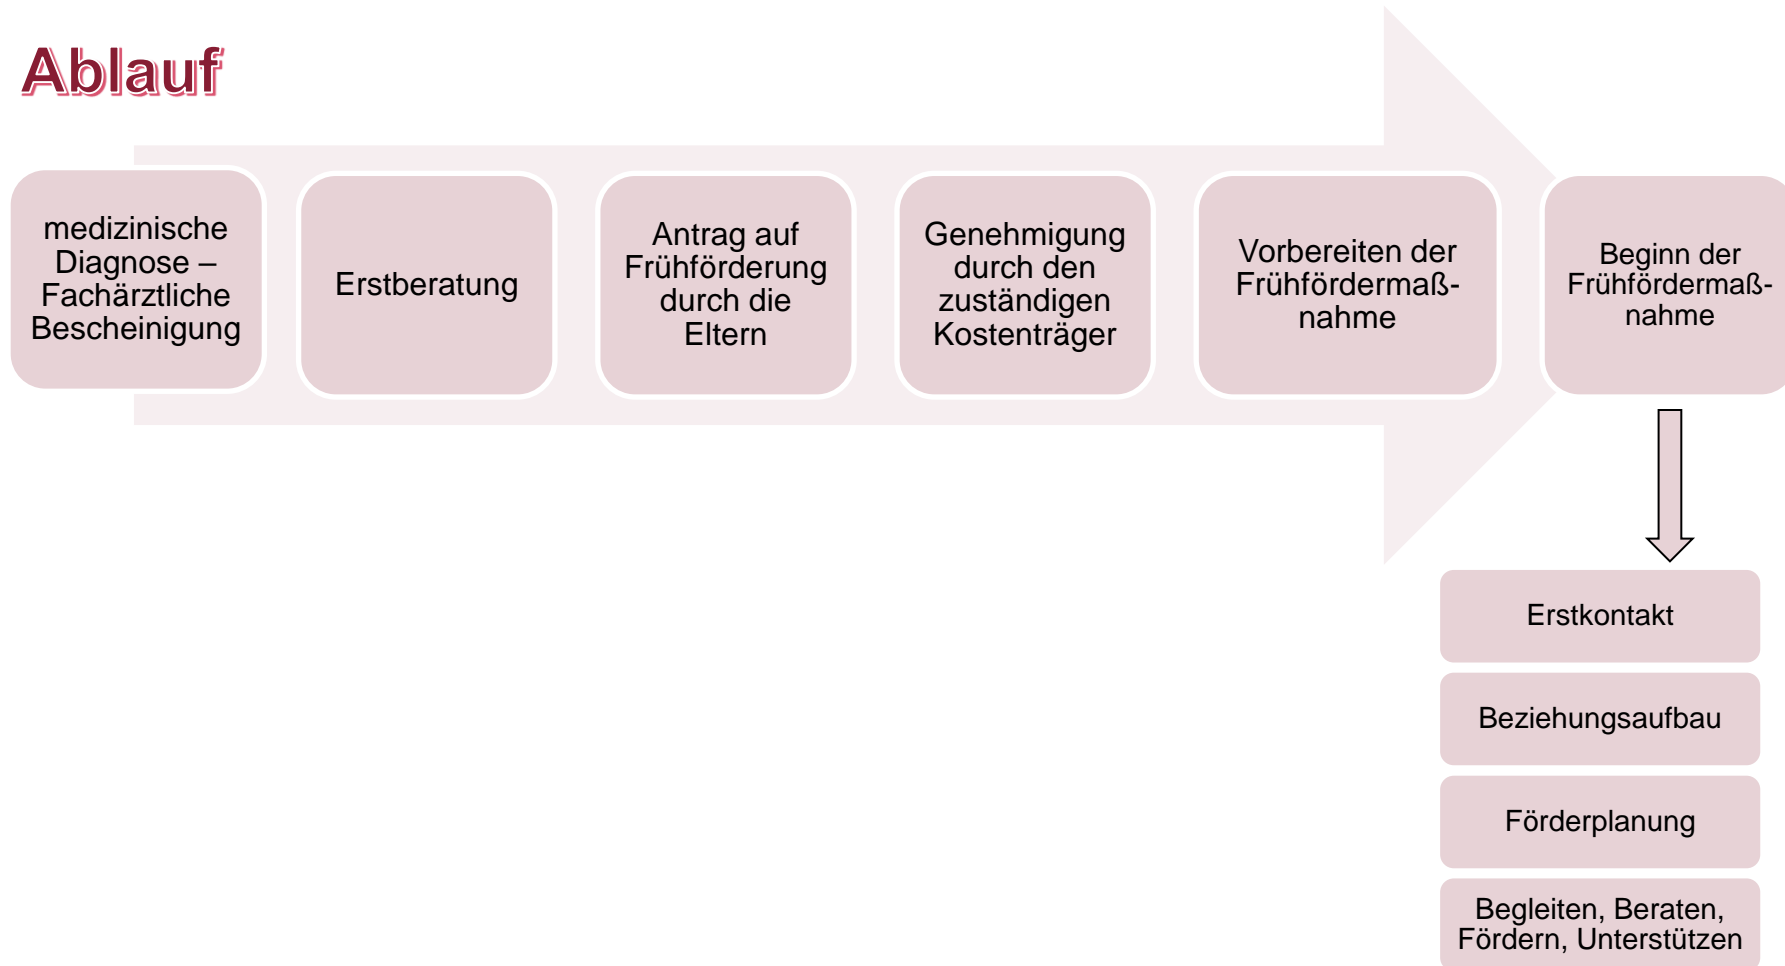 Ablauf
medizinische
Diagnose –
Fachärztliche
Bescheinigung
Erstberatung
Antrag auf
Frühförderung
durch die
Eltern
Genehmigung
durch den
zuständigen
Kostenträger
Vorbereiten der
Frühfördermaß-
nahme
Beginn der
Frühfördermaß-
nahme
Erstkontakt
Beziehungsaufbau
Förderplanung
Begleiten, Beraten,
Fördern, Unterstützen